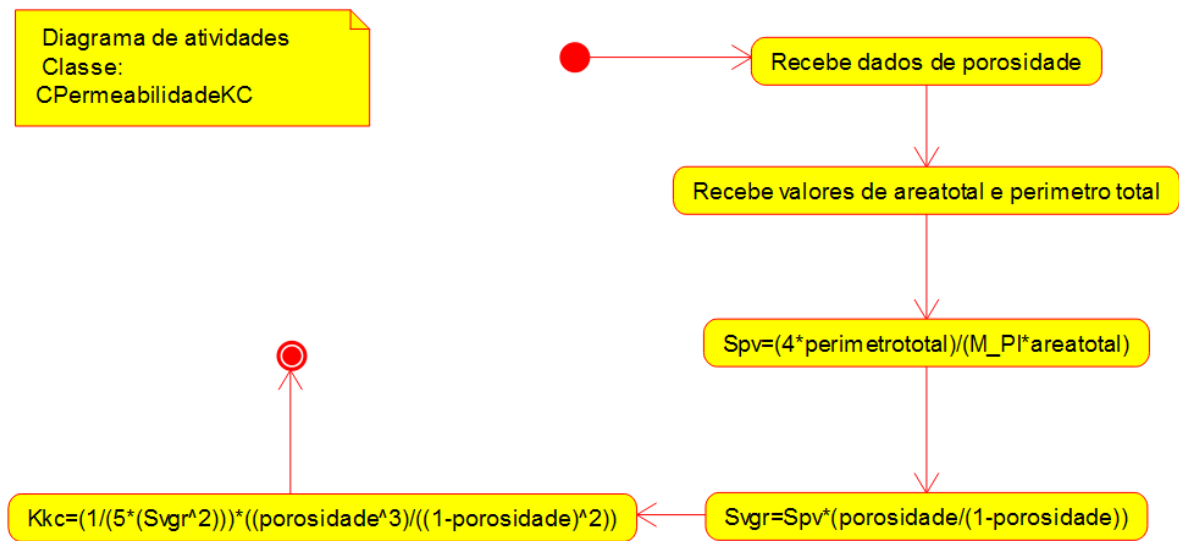 Diagrama de atividades
Classe:
CPermeabilidadeKC
Recebe dados de porosidade
Recebe valores de areatotal e perimetro total
Spv=(4*perimetrototal)/(M_PI*areatotal)
Svgr=Spv*(porosidade/(1-porosidade))
Kkc=(1/(5*(Svgr^2)))*((porosidade^3)/((1-porosidade)^2))